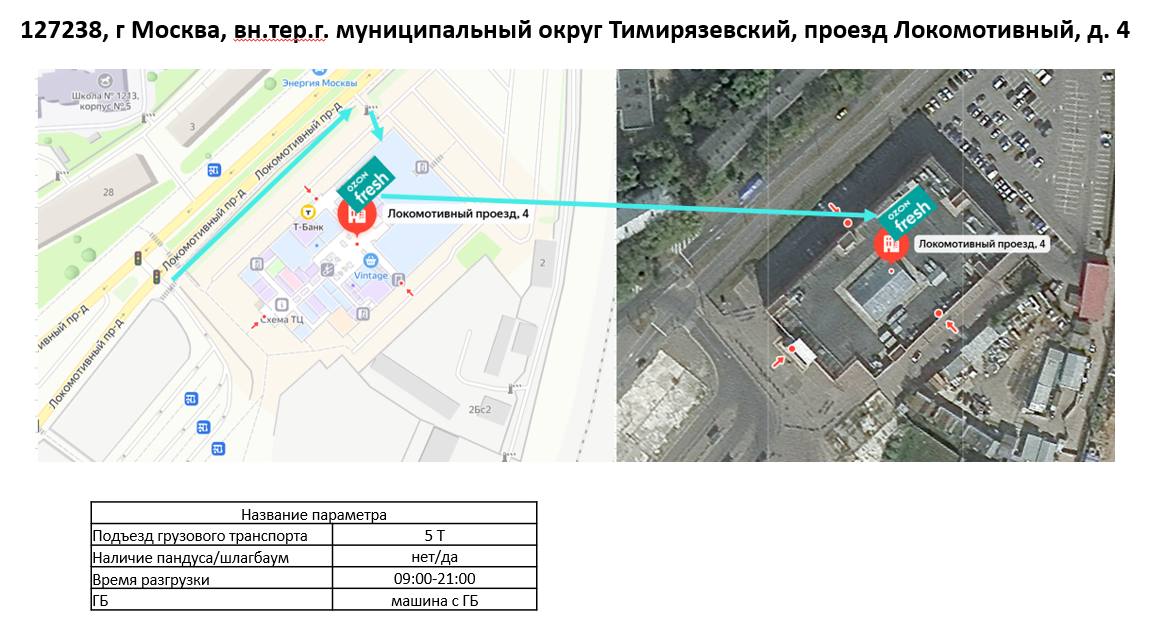 127238, г Москва, вн.тер.г. муниципальный округ Тимирязевский, проезд Локомотивный, д. 4
Энергия Москвы
Школа № 1213,
корпус № 5
3
28
Локомотивный пр-д
Локомотивный пр-д
Локомотивный пр-д
ивный пр-д
Локомотивный пр-д
OZON
fresh
Локомотивный проезд, 4
Т
Т-Банк
Vintage
Схема ТЦ
2
2Бс2
OZON
fresh
Локомотивный проезд, 4
Название параметра
Подъезд грузового транспорта 5 Т
Наличие пандуса/шлагбаум нет/да
Время разгрузки 09:00-21:00
ГБ машина с ГБ